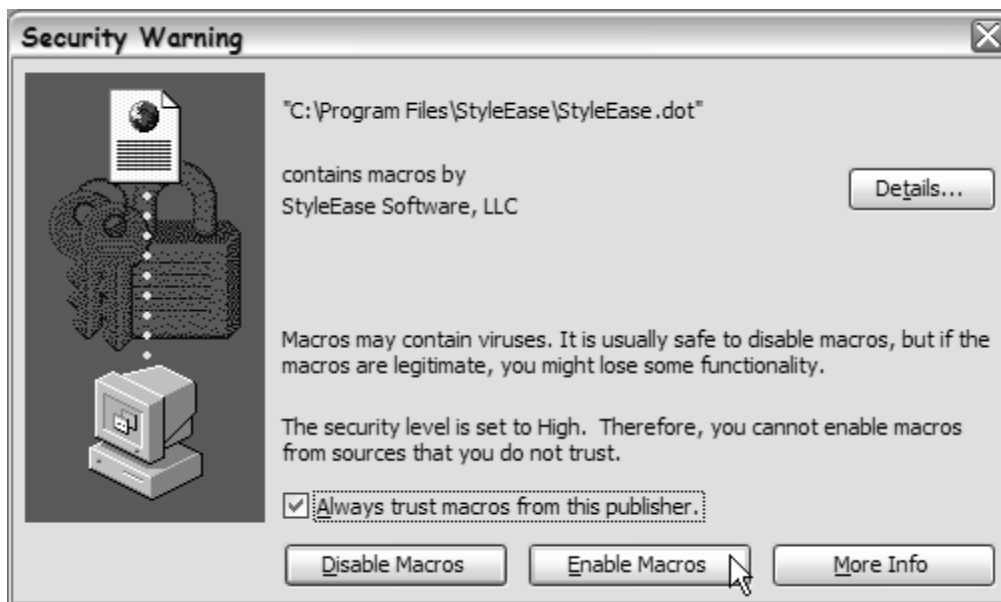 Security Warning
"C:\Program Files\StyleEase\StyleEase.dot"
contains macros by
StyleEase Software, LLC
Details...
Macros may contain viruses. It is usually safe to disable macros, but if the
macros are legitimate, you might lose some functionality.
The security level is set to High.  Therefore, you cannot enable macros
from sources that you do not trust.
Always trust macros from this publisher.
Disable Macros
Enable Macros
More Info